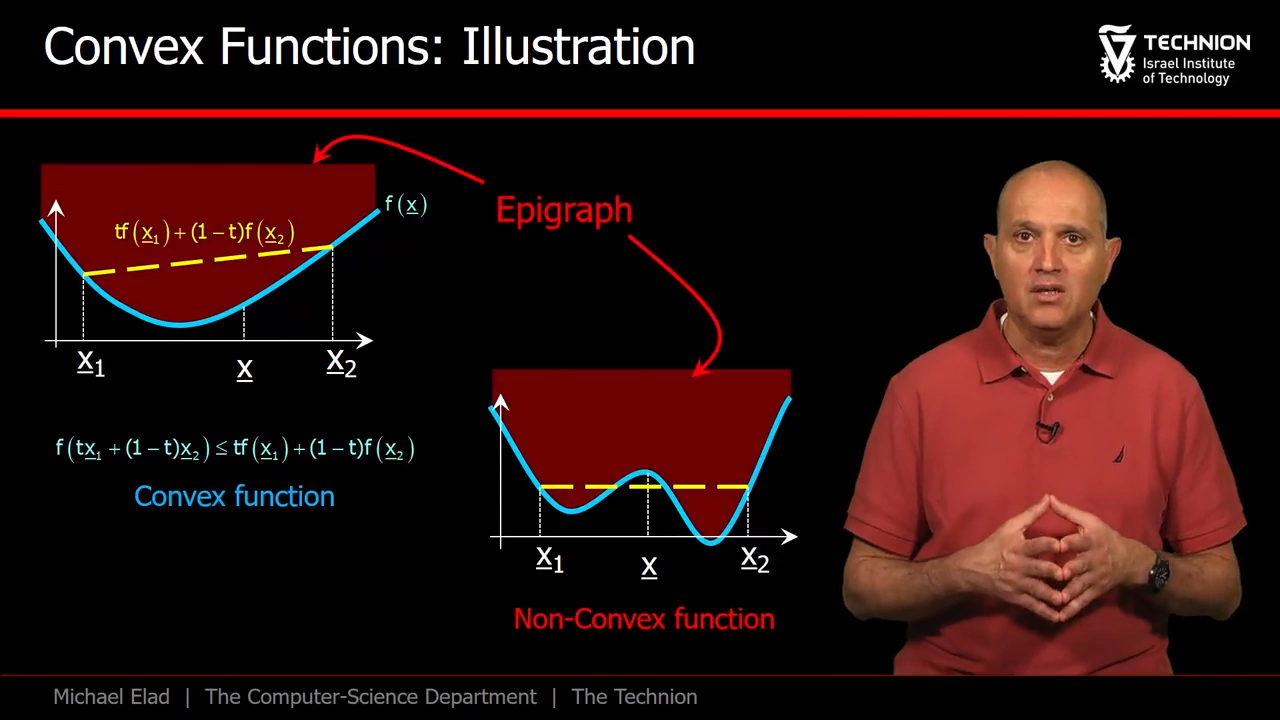 Convex Functions: Illustration
TECHNION
Israel Institute
of Technology
f(x)
tf(x₁)+(1−t)f(x₂)
Epigraph
x₁ x x₂
f(tx₁+(1−t)x₂)≤tf(x₁)+(1−t)f(x₂)
Convex function
x₁ x x₂
Non-Convex function
Michael Elad | The Computer-Science Department | The Technion